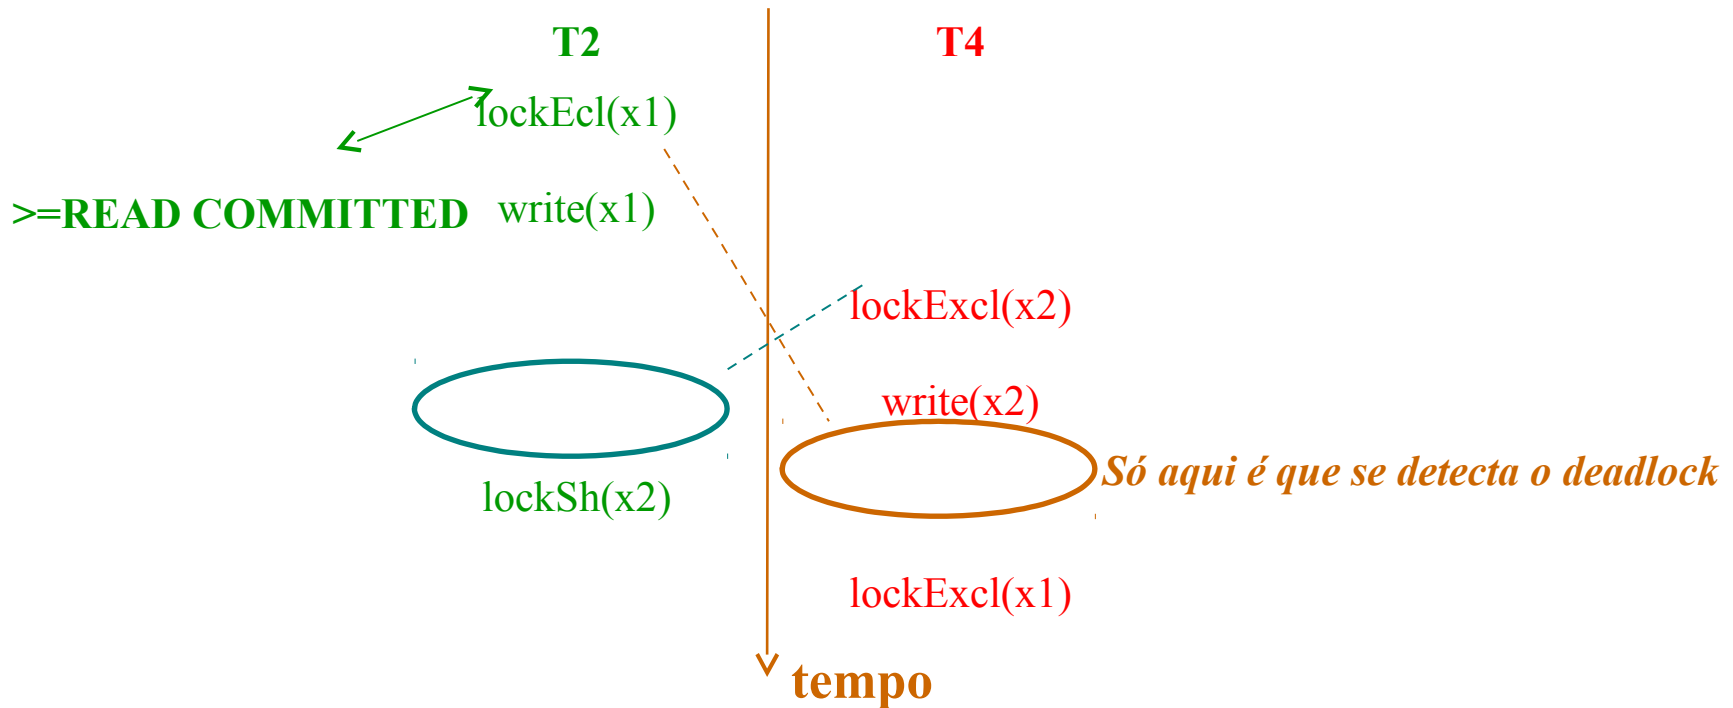 T2
T4
lockEcl(x1)
>=READ COMMITTED
write(x1)
lockExcl(x2)
write(x2)
Só aqui é que se detecta o deadlock
lockSh(x2)
lockExcl(x1)
tempo